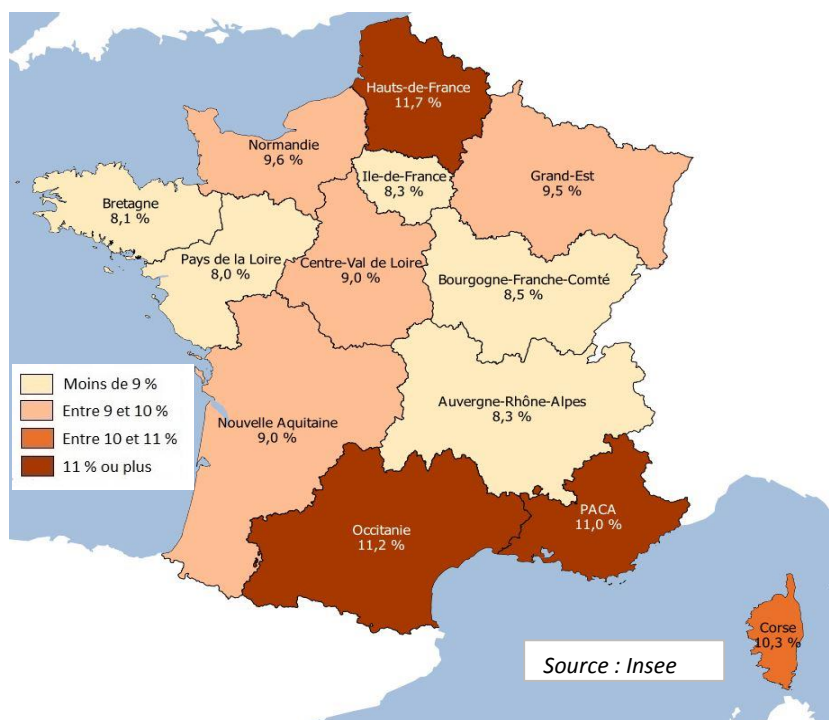 Hauts-de-France
11,7 %
Normandie
9,6 %
Ile-de-France
8,3 %
Grand-Est
9,5 %
Bretagne
8,1 %
Pays de la Loire
8,0 %
Centre-Val de Loire
9,0 %
Bourgogne-Franche-Comté
8,5 %
Moins de 9 %
Entre 9 et 10 %
Entre 10 et 11 %
11 % ou plus
Nouvelle Aquitaine
9,0 %
Auvergne-Rhône-Alpes
8,3 %
Occitanie
11,2 %
PACA
11,0 %
Corse
10,3 %
Source : Insee